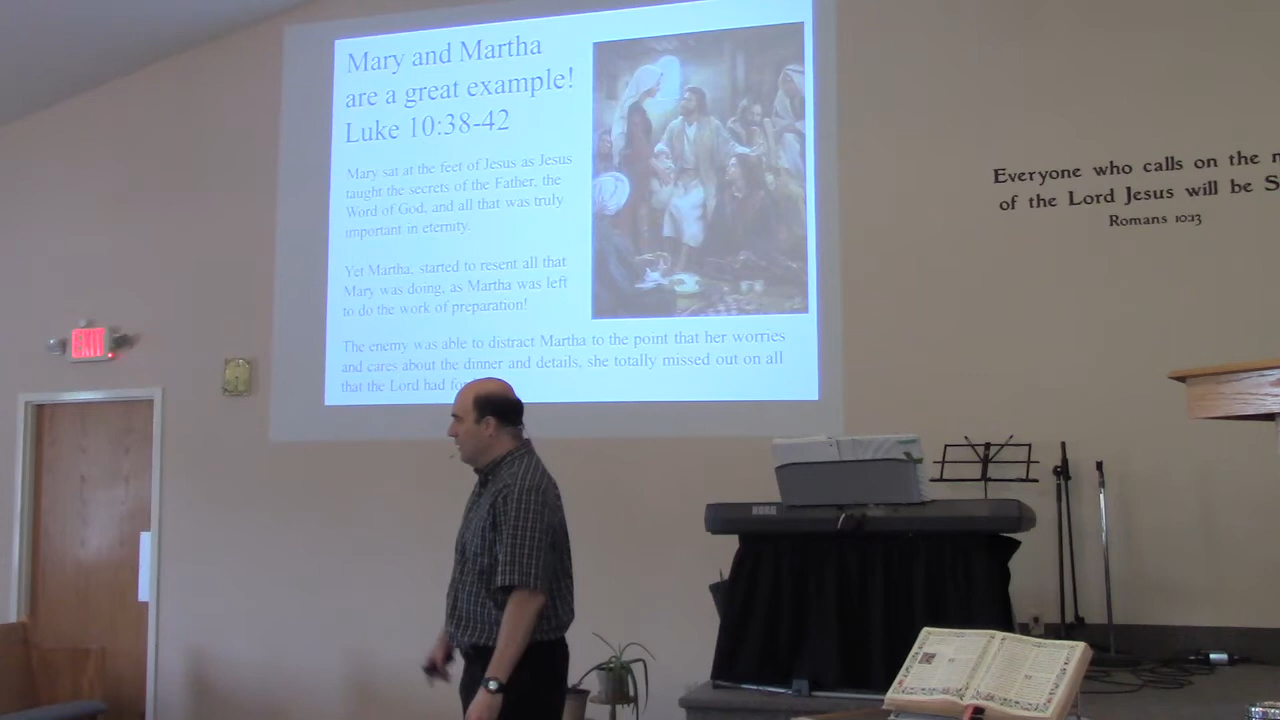 Mary and Martha
are a great example!
Luke 10:38-42
Mary sat at the feet of Jesus as Jesus
taught the secrets of the Father, the
Word of God, and all that was truly
important in eternity.
Yet Martha, started to resent all that
Mary was doing, as Martha was left
to do the work of preparation!
The enemy was able to distract Martha to the point that her worries
and cares about the dinner and details, she totally missed out on all
that the Lord had
Everyone who calls on the
of the Lord Jesus will be
Romans 10:13
EXIT
KORG